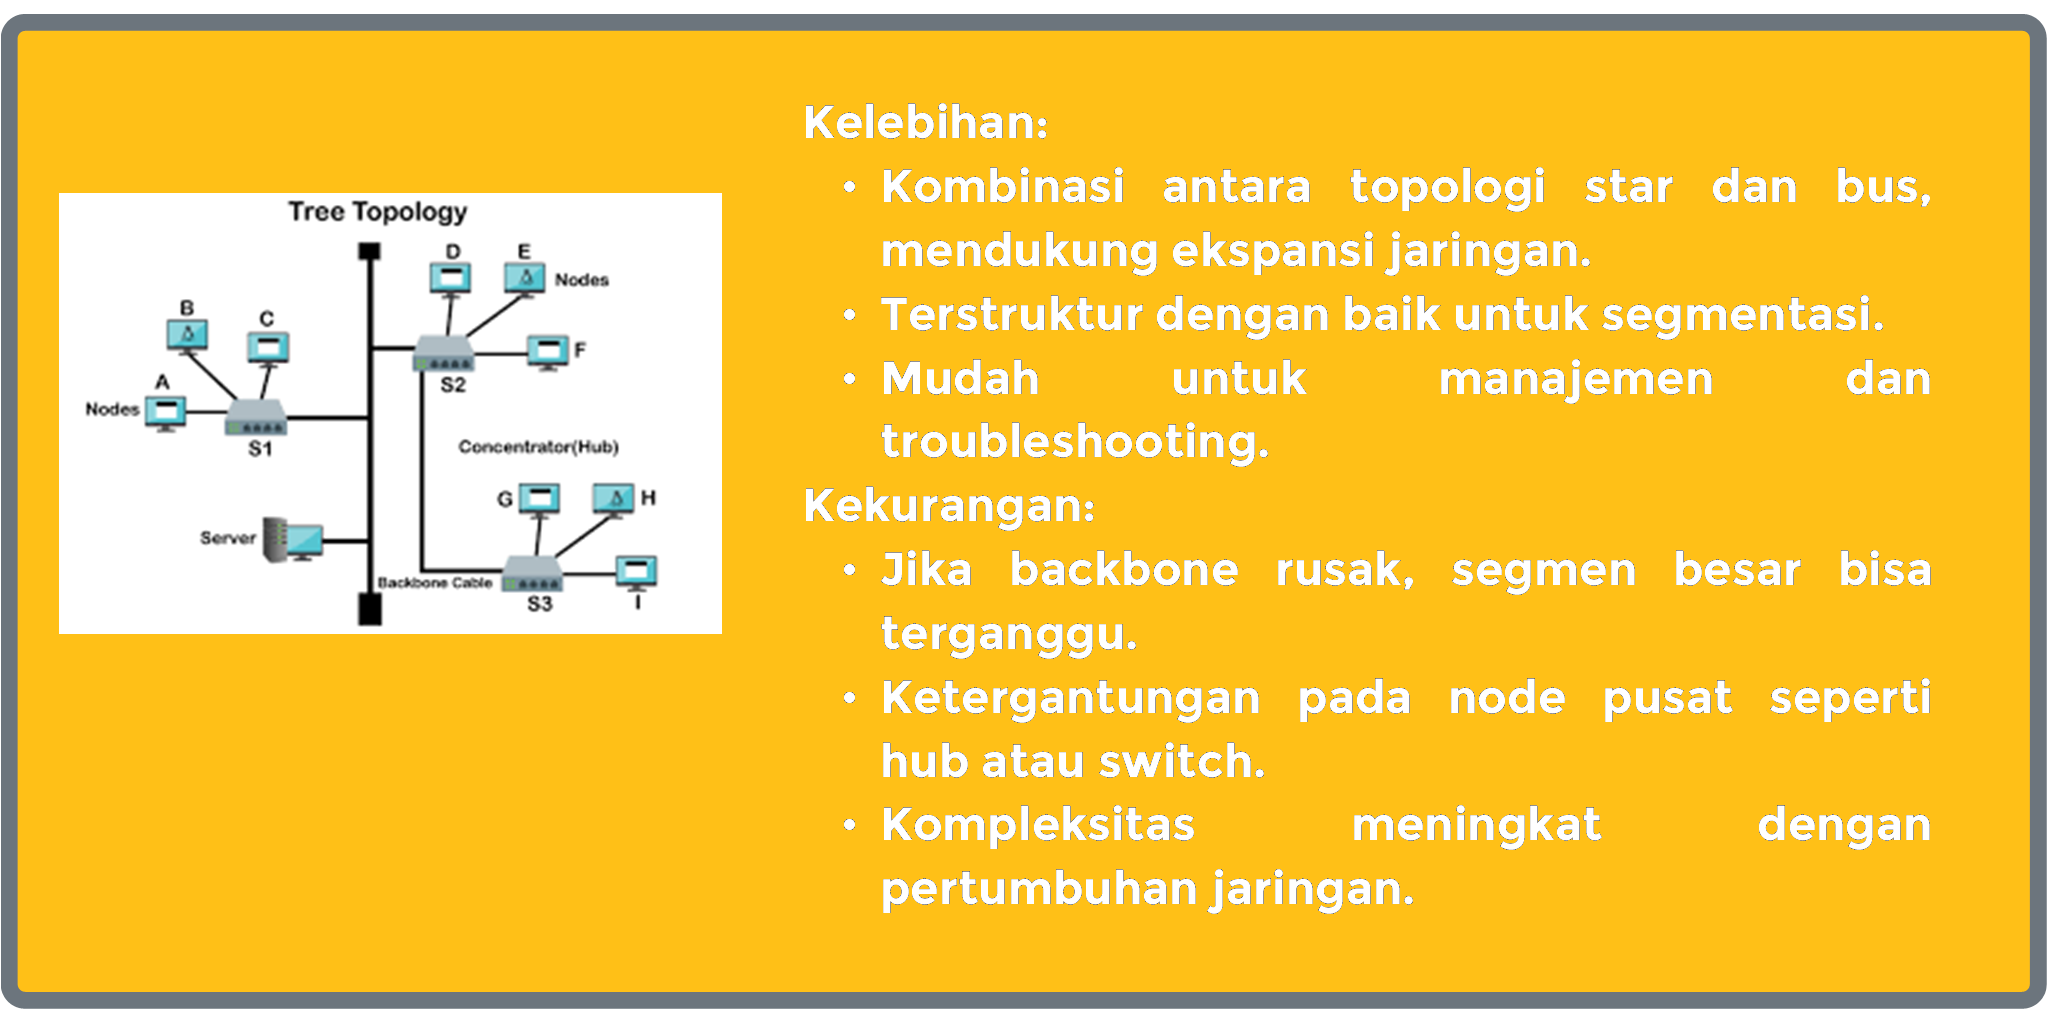 Tree Topology
D
E
Nodes
B
C
F
A
S2
Nodes
S1
Concentrator(Hub)
G
H
Server
Backbone Cable
S3
I
Kelebihan:
• Kombinasi antara topologi star dan bus,
mendukung ekspansi jaringan.
• Terstruktur dengan baik untuk segmentasi.
• Mudah untuk manajemen dan
troubleshooting.
Kekurangan:
• Jika backbone rusak, segmen besar bisa
terganggu.
• Ketergantungan pada node pusat seperti
hub atau switch.
• Kompleksitas meningkat dengan
pertumbuhan jaringan.